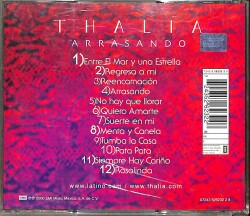 THALIA
ARRASANDO
1)Entre El Mar y una Estrella
2)Regresa a mi
3)Reencarnación
4)Arrasando
5)No hay que llorar
6)Quiero Amarte
7)Suerte en mi
8)Menta y Canela
9)Tumba la Casa
10)Pata Pata
11)Siempre Hay Cariño
12)Rosalinda
www.latino.com / www.thalia.com